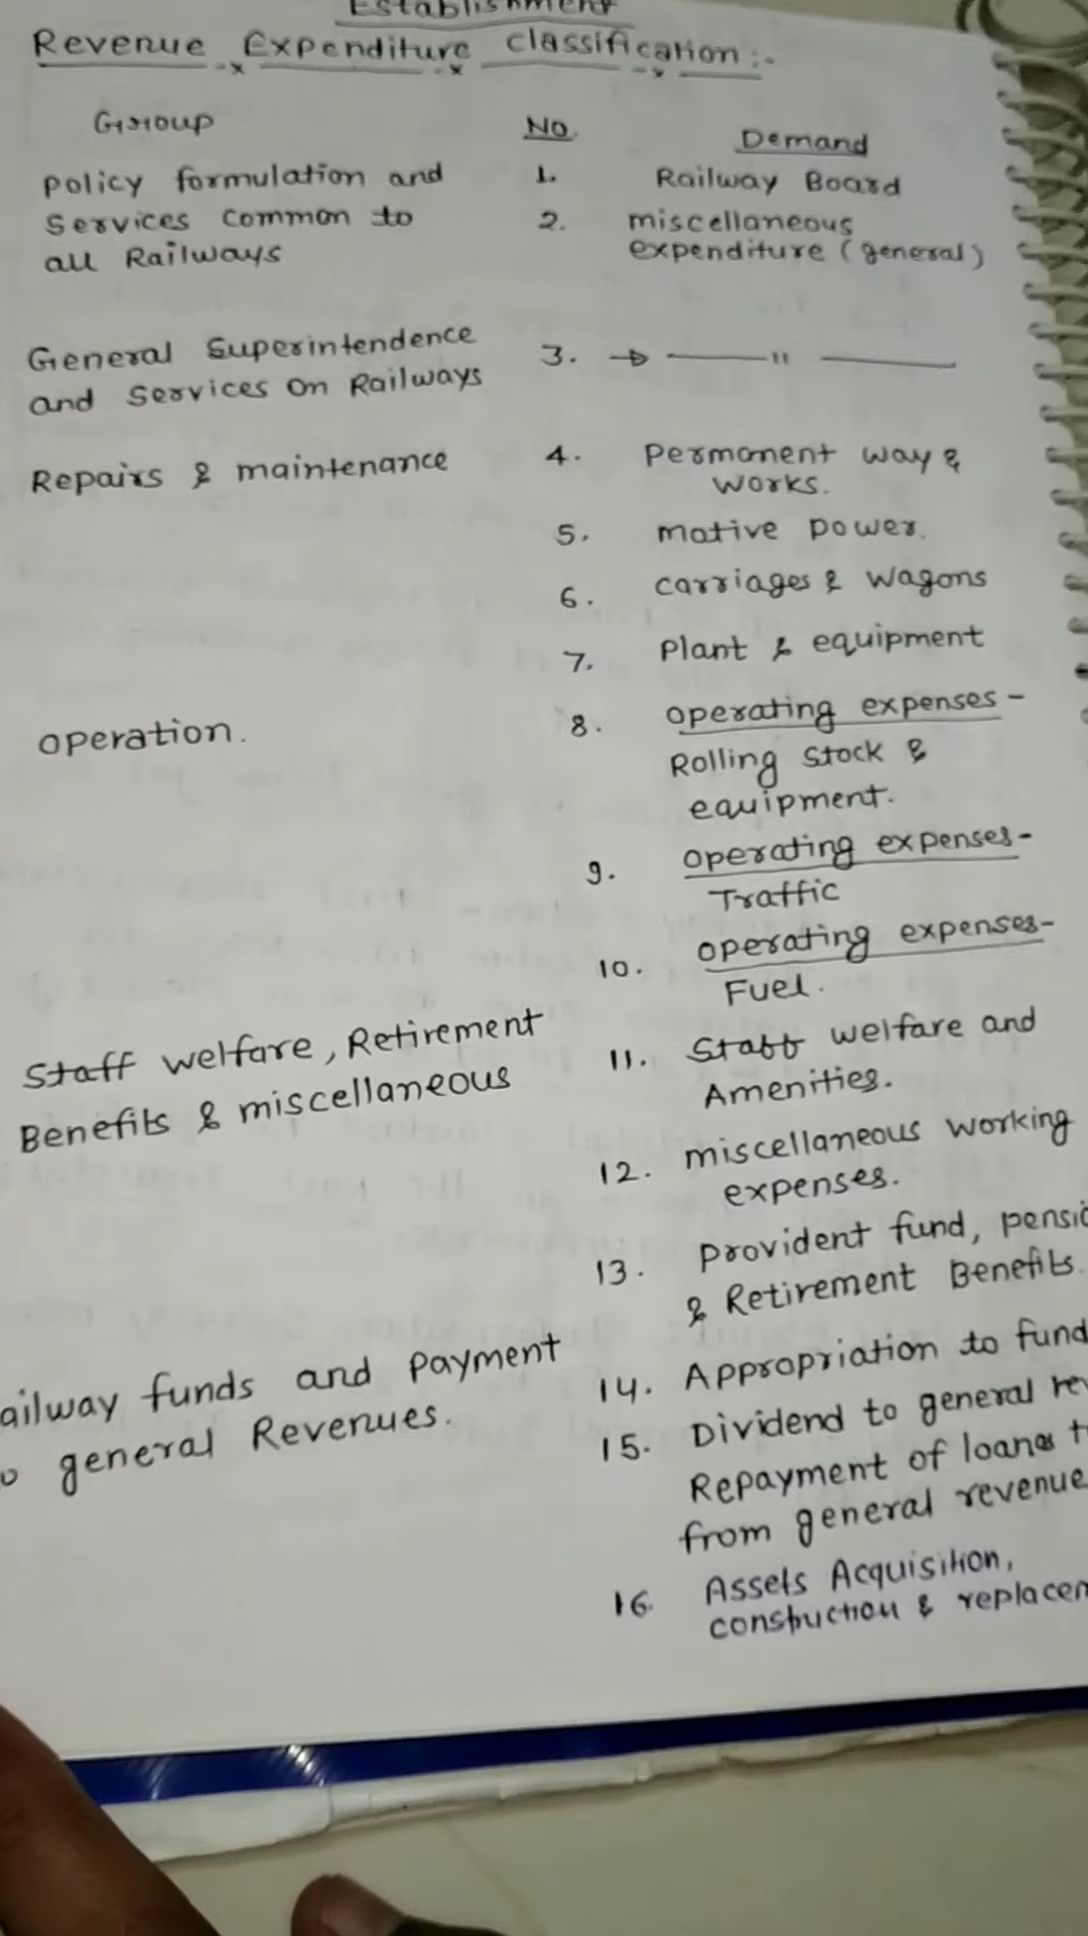 Establishment
Revenue Expenditure classification :-
Group No. Demand
policy formulation and 1. Railway Board
Services common to 2. miscellaneous
all Railways expenditure (general)
General Superintendence 3. → —— " ——
and Services on Railways
Repairs & maintenance 4. Permanent way &
works.
5. motive power.
6. carriages & wagons
7. Plant & equipment
operation. 8. operating expenses -
Rolling Stock &
equipment.
9. operating expenses -
Traffic
10. operating expenses -
Fuel.
Staff welfare, Retirement 11. Staff welfare and
Benefits & miscellaneous Amenities.
12. miscellaneous working
expenses.
13. provident fund, pensio
& Retirement Benefits.
ailway funds and payment 14. Appropriation to fund
o general Revenues. 15. Dividend to general re
Repayment of loans t
from general revenue
16. Assets Acquisition,
construction & replacem